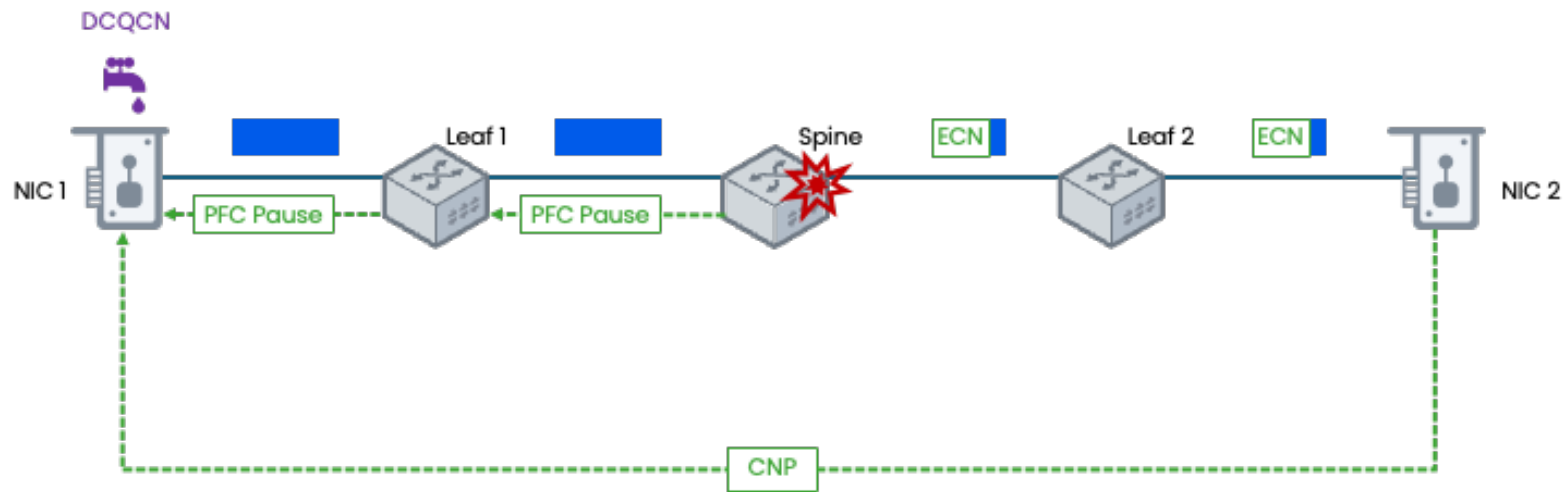 DCQCN
Leaf 1
Spine
ECN
Leaf 2
ECN
NIC 1
NIC 2
PFC Pause
PFC Pause
CNP